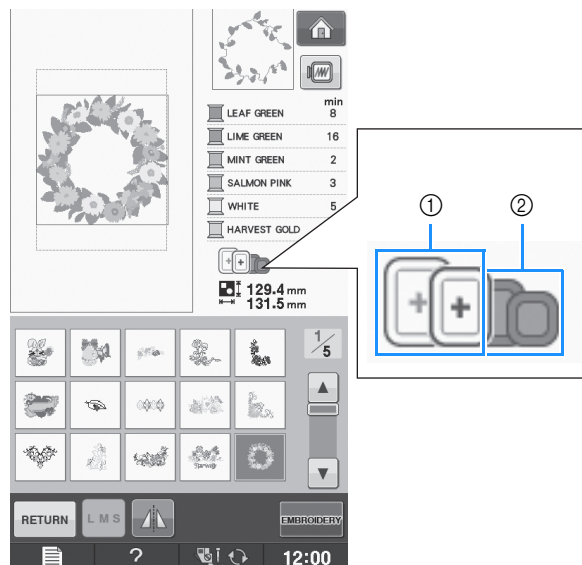 min
LEAF GREEN 8
LIME GREEN 16
MINT GREEN 2
SALMON PINK 3
WHITE 5
HARVEST GOLD
129.4 mm
131.5 mm
① ②
1/5
Spring
RETURN
L M S
EMBROIDERY
?
12:00